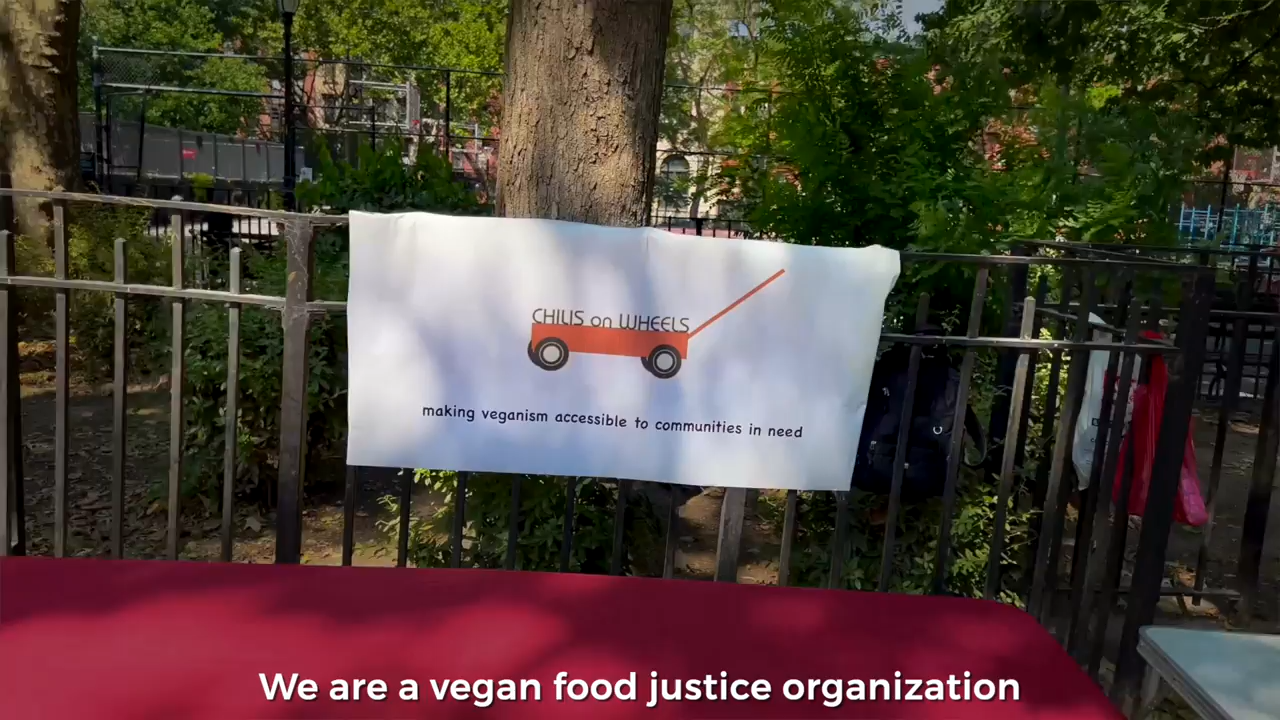 CHILIS on WHEELS
making veganism accessible to communities in need
We are a vegan food justice organization